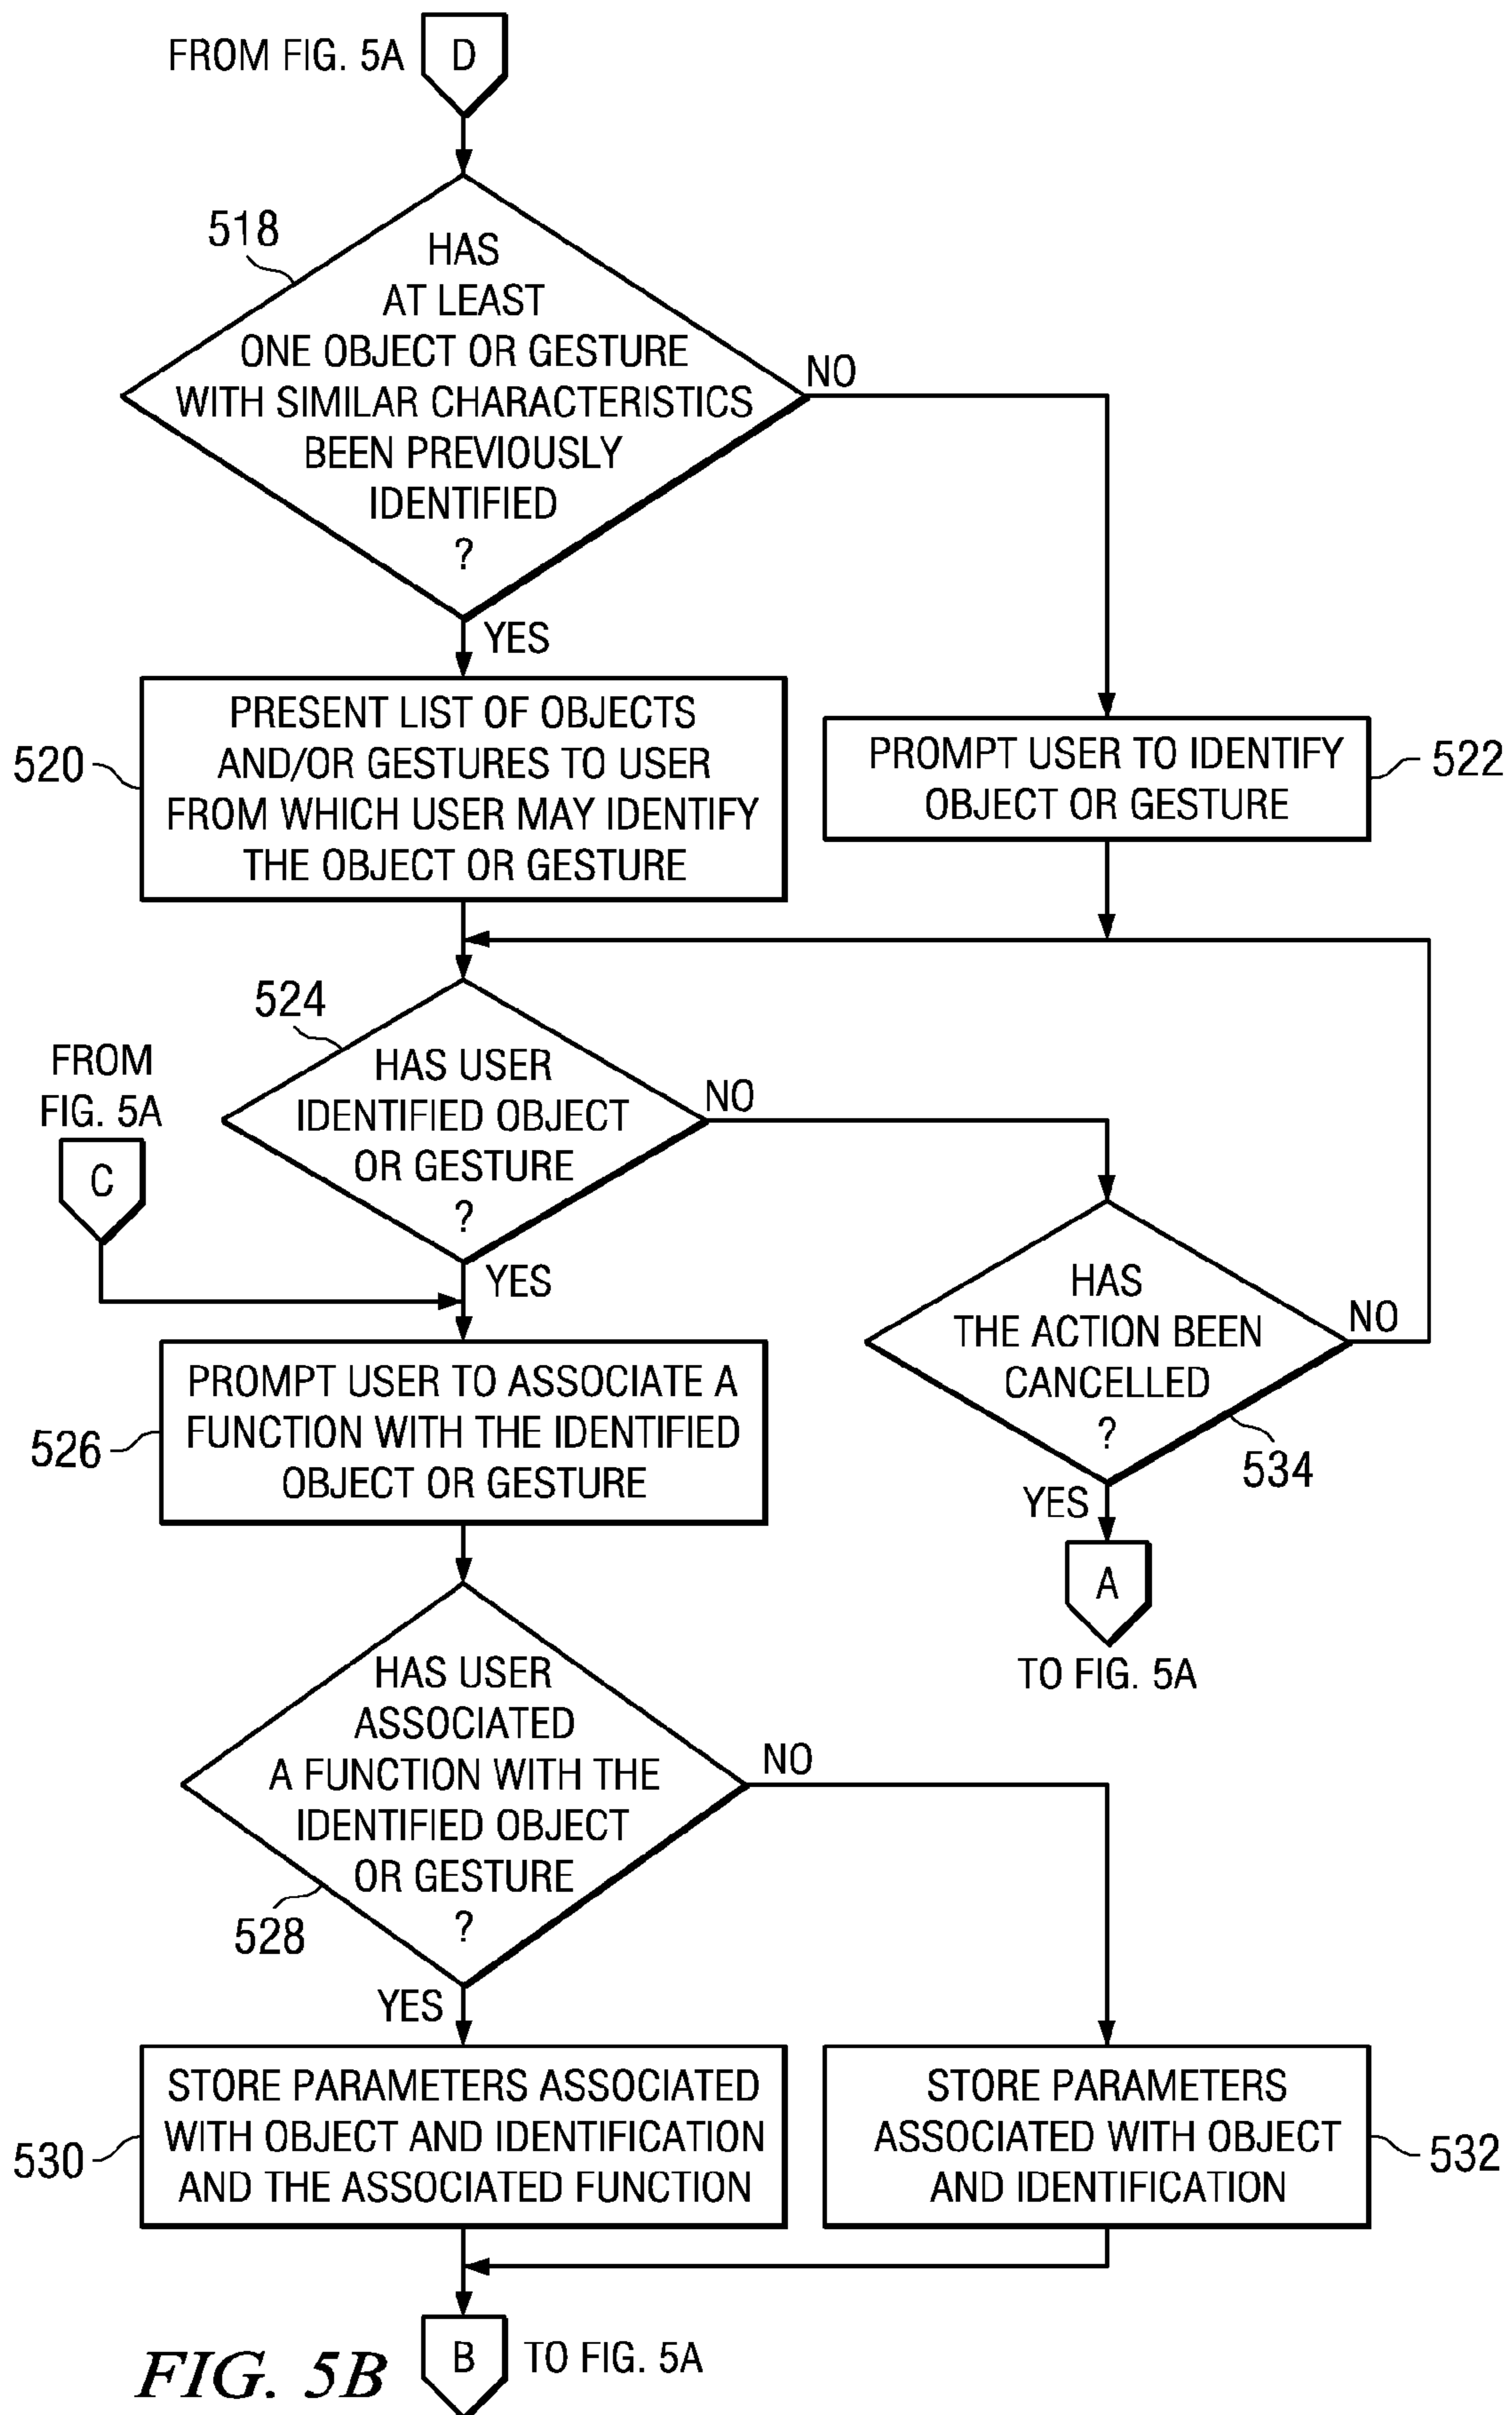 FROM FIG. 5A
D
518
HAS
AT LEAST
ONE OBJECT OR GESTURE
WITH SIMILAR CHARACTERISTICS
BEEN PREVIOUSLY
IDENTIFIED
?
NO
YES
PRESENT LIST OF OBJECTS
AND/OR GESTURES TO USER
FROM WHICH USER MAY IDENTIFY
THE OBJECT OR GESTURE
520
PROMPT USER TO IDENTIFY
OBJECT OR GESTURE
522
524
HAS USER
IDENTIFIED OBJECT
OR GESTURE
?
NO
FROM
FIG. 5A
C
YES
HAS
THE ACTION BEEN
CANCELLED
?
NO
534
YES
A
TO FIG. 5A
PROMPT USER TO ASSOCIATE A
FUNCTION WITH THE IDENTIFIED
OBJECT OR GESTURE
526
HAS USER
ASSOCIATED
A FUNCTION WITH THE
IDENTIFIED OBJECT
OR GESTURE
?
NO
528
YES
STORE PARAMETERS ASSOCIATED
WITH OBJECT AND IDENTIFICATION
AND THE ASSOCIATED FUNCTION
530
STORE PARAMETERS
ASSOCIATED WITH OBJECT
AND IDENTIFICATION
532
B
TO FIG. 5A
FIG. 5B